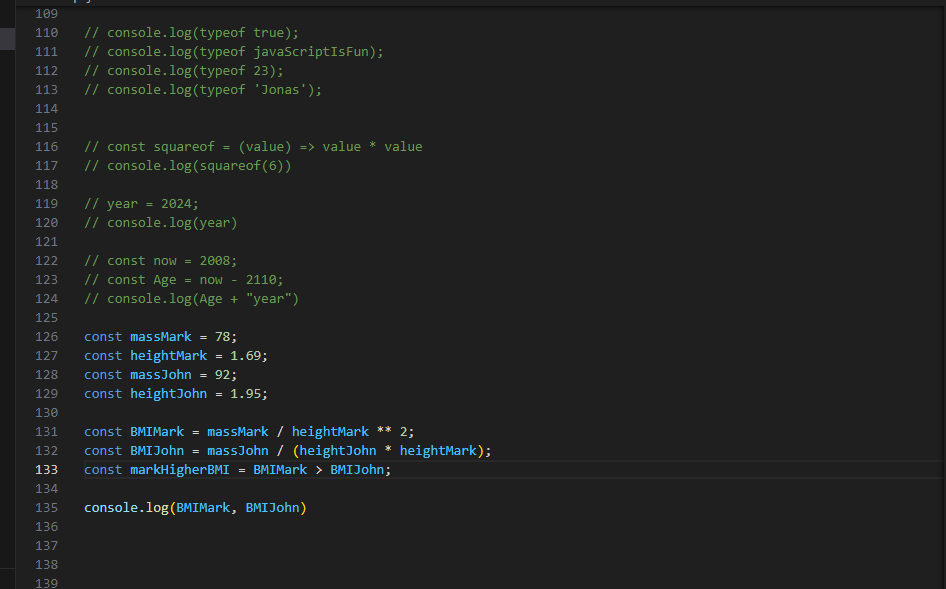 109
110 // console.log(typeof true);
111 // console.log(typeof javaScriptIsFun);
112 // console.log(typeof 23);
113 // console.log(typeof 'Jonas');
114
115
116 // const squareof = (value) => value * value
117 // console.log(squareof(6))
118
119 // year = 2024;
120 // console.log(year)
121
122 // const now = 2008;
123 // const Age = now - 2110;
124 // console.log(Age + "year")
125
126 const massMark = 78;
127 const heightMark = 1.69;
128 const massJohn = 92;
129 const heightJohn = 1.95;
130
131 const BMIMark = massMark / heightMark ** 2;
132 const BMIJohn = massJohn / (heightJohn * heightMark);
133 const markHigherBMI = BMIMark > BMIJohn;
134
135 console.log(BMIMark, BMIJohn)
136
137
138
139